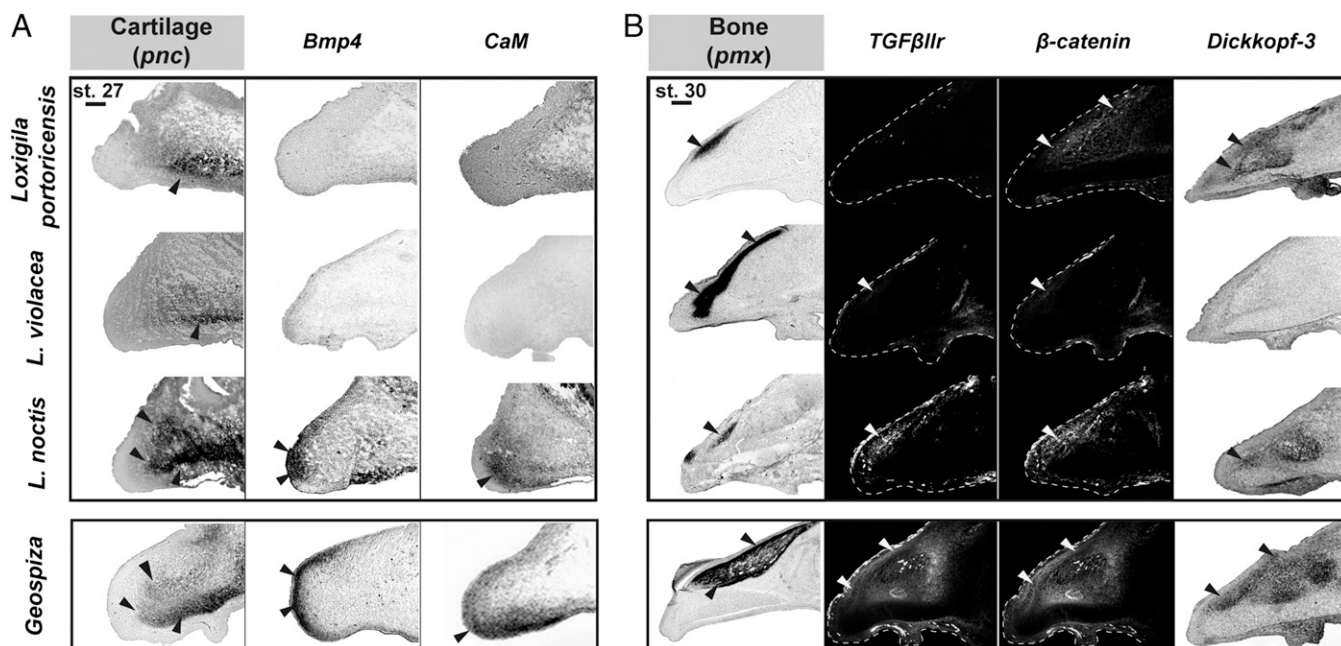 A
Cartilage
(pnc)
Bmp4
CaM
B
Bone
(pmx)
TGFβIIr
β-catenin
Dickkopf-3
st. 27
st. 30
Loxigila
portoricensis
L. violacea
L. noctis
Geospiza